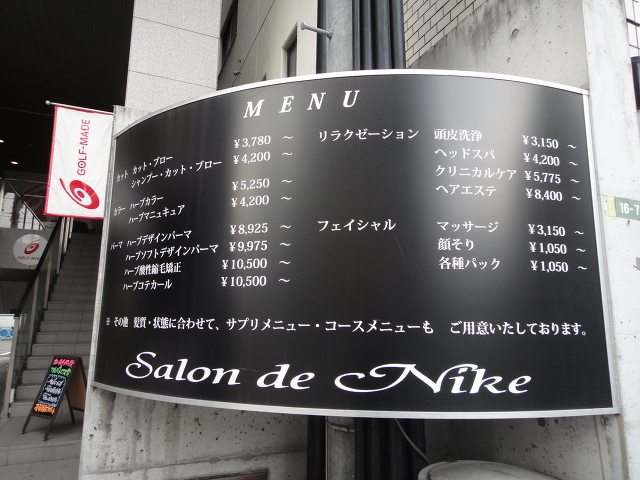 MENU
カット カット・ブロー ¥3,780 ～
シャンプー・カット・ブロー ¥4,200 ～
カラー ハーブカラー ¥5,250 ～
ハーブマニュキュア ¥4,200 ～
パーマ ハーブデザインパーマ ¥8,925 ～
ハーブソフトデザインパーマ ¥9,975 ～
ハーブ酸性縮毛矯正 ¥10,500 ～
ハーブコテカール ¥10,500 ～
リラクゼーション 頭皮洗浄 ¥3,150 ～
ヘッドスパ ¥4,200 ～
クリニカルケア ¥5,775 ～
ヘアエステ ¥8,400 ～
フェイシャル マッサージ ¥3,150 ～
顔そり ¥1,050 ～
各種パック ¥1,050 ～
※ その他 髪質・状態に合わせて、サプリメニュー・コースメニューも ご用意いたしております。
Salon de Nike
GOLF-MADE
GOLF-MADE
16-7